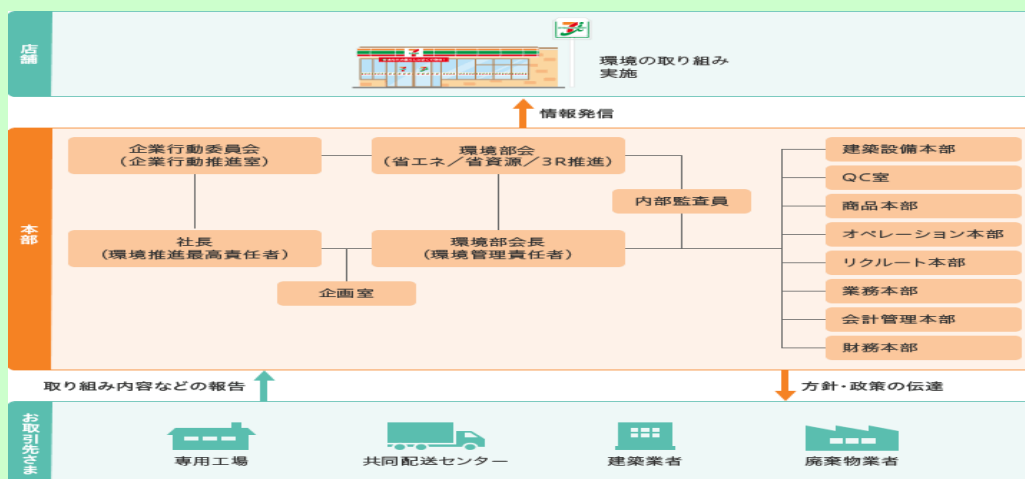 店舗
環境の取り組み
実施
情報発信
本部
企業行動委員会
(企業行動推進室)
環境部会
(省エネ／省資源／3R推進)
内部監査員
社長
(環境推進最高責任者)
環境部会長
(環境管理責任者)
企画室
建築設備本部
QC室
商品本部
オペレーション本部
リクルート本部
業務本部
会計管理本部
財務本部
取り組み内容などの報告
方針・政策の伝達
お取引先さま
専用工場
共同配送センター
建築業者
廃棄物業者